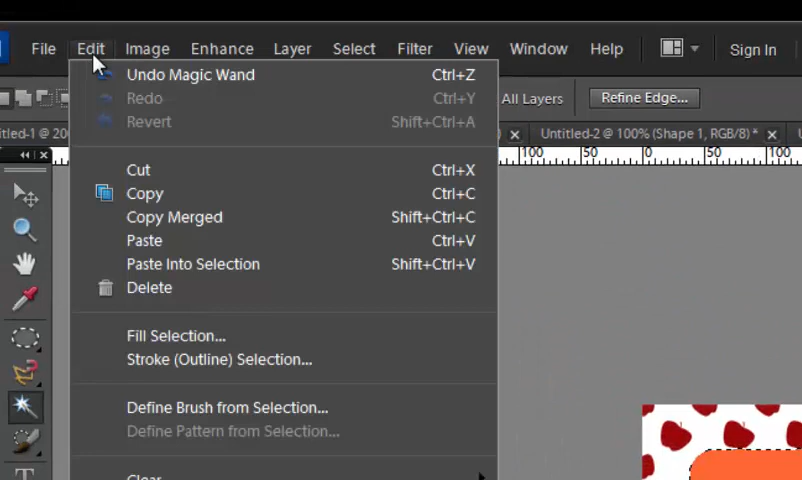 File Edit Image Enhance Layer Select Filter View Window Help Sign In
Undo Magic Wand Ctrl+Z
Redo Ctrl+Y
Revert Shift+Ctrl+A
All Layers Refine Edge...
Untitled-2 @ 100% (Shape 1, RGB/8) *
100 50 0 50 100
Cut Ctrl+X
Copy Ctrl+C
Copy Merged Shift+Ctrl+C
Paste Ctrl+V
Paste Into Selection Shift+Ctrl+V
Delete
Fill Selection...
Stroke (Outline) Selection...
Define Brush from Selection...
Define Pattern from Selection...
Clear